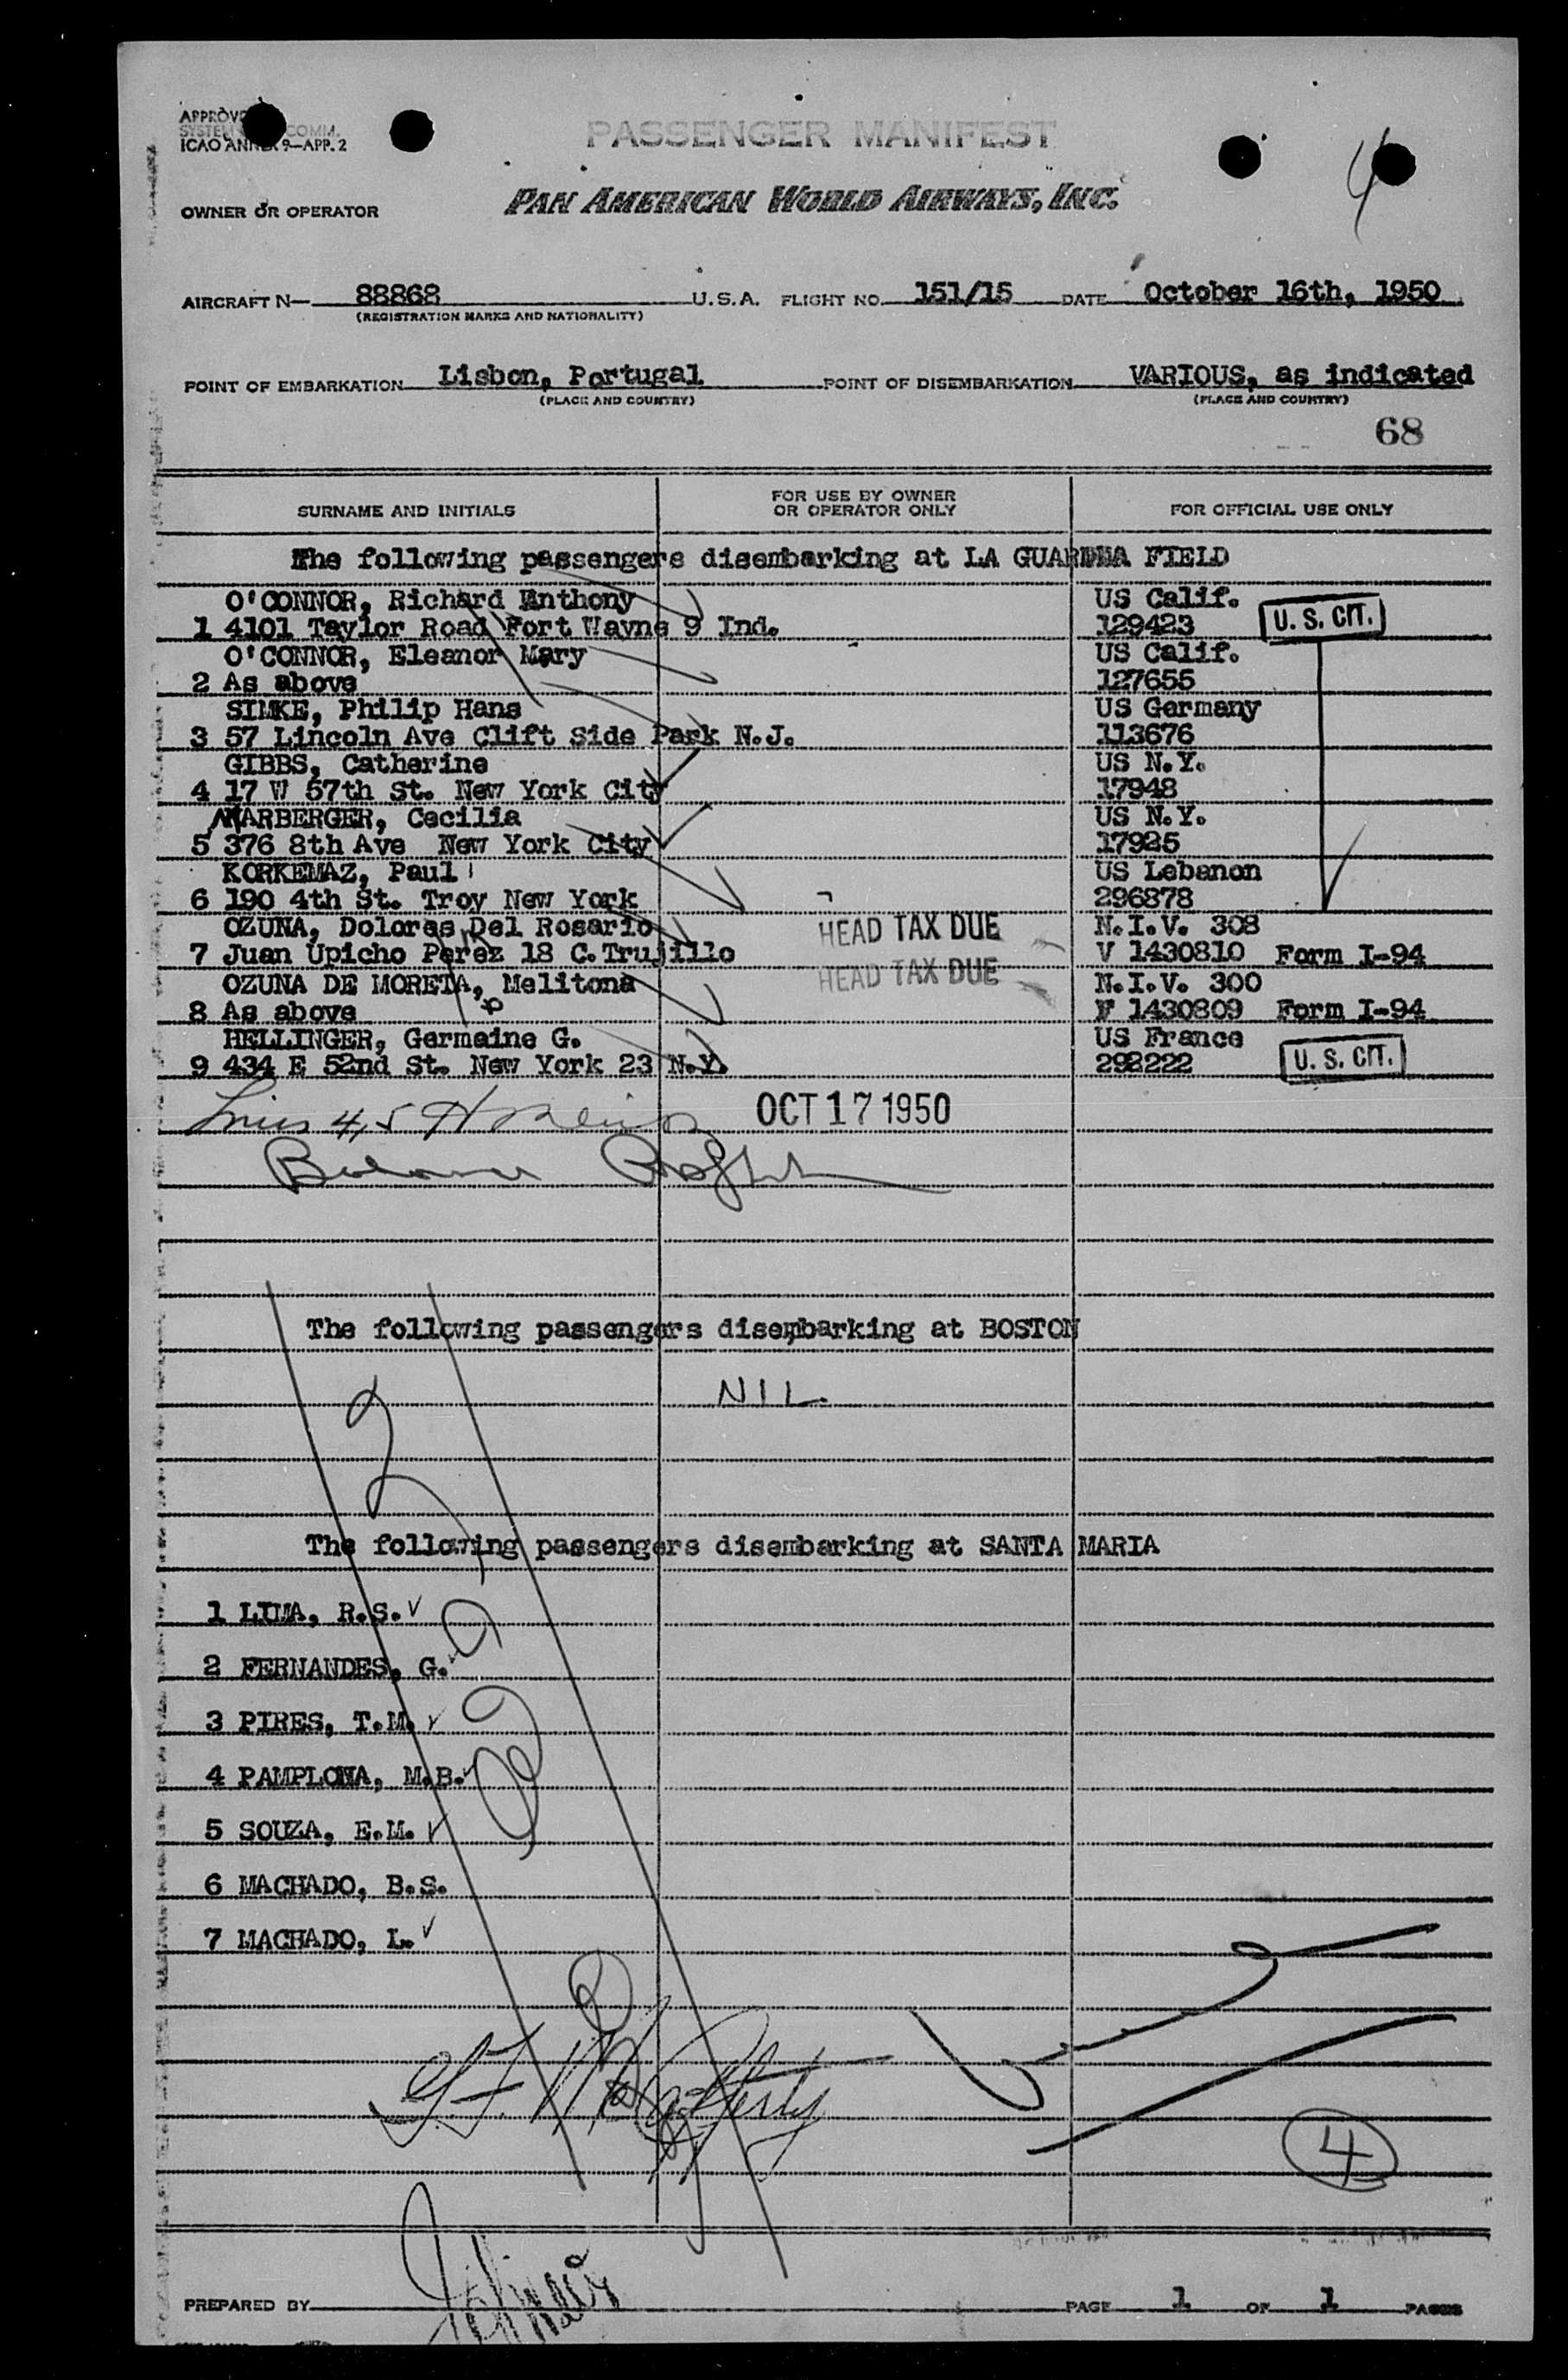 APPROVE
SYSTEM COMM.
ICAO ANNEX 9—APP. 2
PASSENGER MANIFEST
4
OWNER OR OPERATOR PAN AMERICAN WORLD AIRWAYS, INC.
AIRCRAFT N— 88868 U.S.A. FLIGHT NO. 151/15 DATE October 16th, 1950
(REGISTRATION MARKS AND NATIONALITY)
POINT OF EMBARKATION Lisbon, Portugal POINT OF DISEMBARKATION VARIOUS, as indicated
(PLACE AND COUNTRY) (PLACE AND COUNTRY)
68
SURNAME AND INITIALS FOR USE BY OWNER OR OPERATOR ONLY FOR OFFICIAL USE ONLY
The following passengers disembarking at LA GUARDIA FIELD
O'CONNOR, Richard Anthony US Calif.
1 4101 Taylor Road Fort Wayne 9 Ind. 129423 U. S. CIT.
O'CONNOR, Eleanor Mary US Calif.
2 As above 127655
SIMKE, Philip Hans US Germany
3 57 Lincoln Ave Clift Side Park N.J. 113676
GIBBS, Catherine US N.Y.
4 17 W 57th St. New York City 17948
MARBERGER, Cecilia US N.Y.
5 376 8th Ave New York City 17925
KORKEMAZ, Paul US Lebanon
6 190 4th St. Troy New York 296878
OZUNA, Dolores Del Rosario HEAD TAX DUE N.I.V. 308
7 Juan Upicho Perez 18 C.Trujillo V 1430810 Form I-94
OZUNA DE MORETA, Melitona HEAD TAX DUE N.I.V. 300
8 As above V 1430809 Form I-94
HELLINGER, Germaine G. US France
9 434 E 52nd St. New York 23 N.Y. 292222 U. S. CIT.
4,5 OCT 17 1950
The following passengers disembarking at BOSTON
NIL
The following passengers disembarking at SANTA MARIA
1 LIMA, R.S.
2 FERNANDES, G.
3 PIRES, T.M.
4 PAMPLONA, M.B.
5 SOUZA, E.M.
6 MACHADO, B.S.
7 MACHADO, L.
4
PREPARED BY PAGE 1 OF 1 PAGES